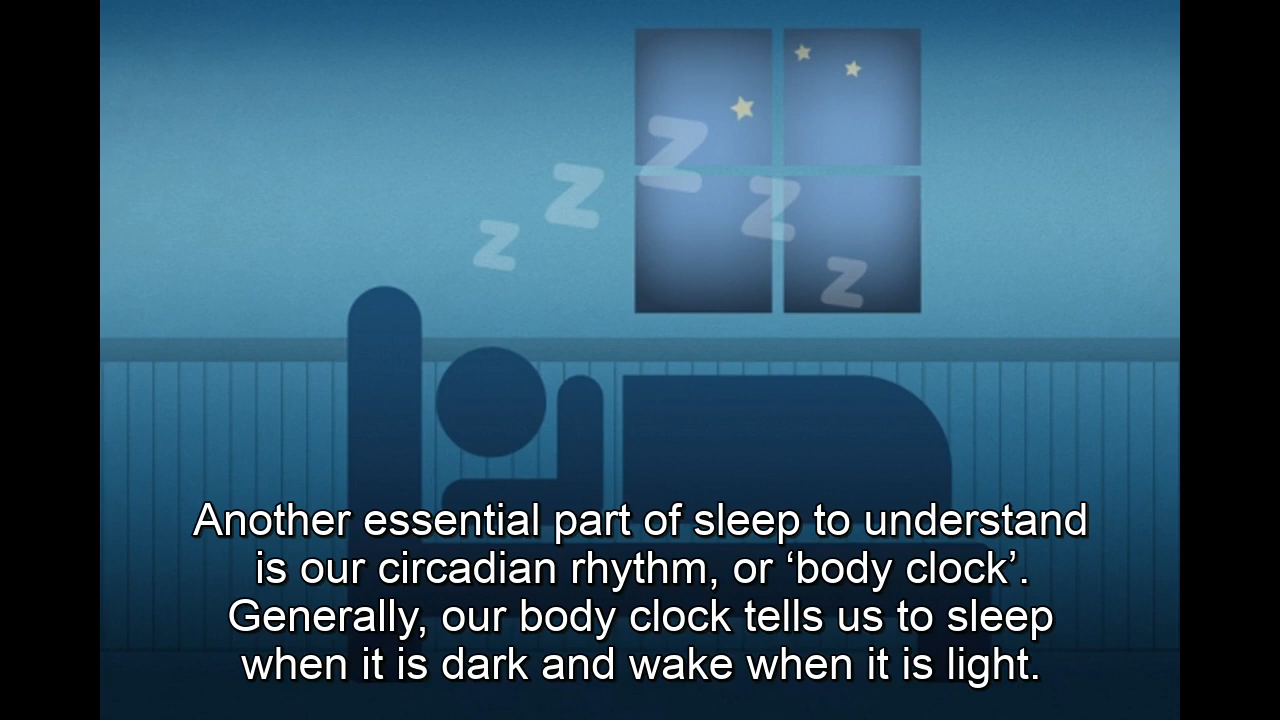 z z z z z
Another essential part of sleep to understand
is our circadian rhythm, or ‘body clock’.
Generally, our body clock tells us to sleep
when it is dark and wake when it is light.